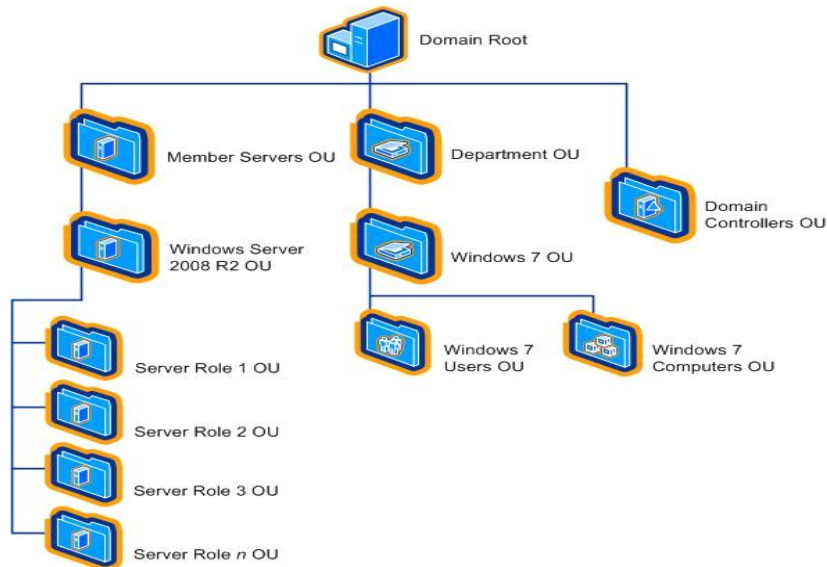 Domain Root
Member Servers OU
Department OU
Domain
Controllers OU
Windows Server
2008 R2 OU
Windows 7 OU
Server Role 1 OU
Windows 7
Users OU
Windows 7
Computers OU
Server Role 2 OU
Server Role 3 OU
Server Role n OU